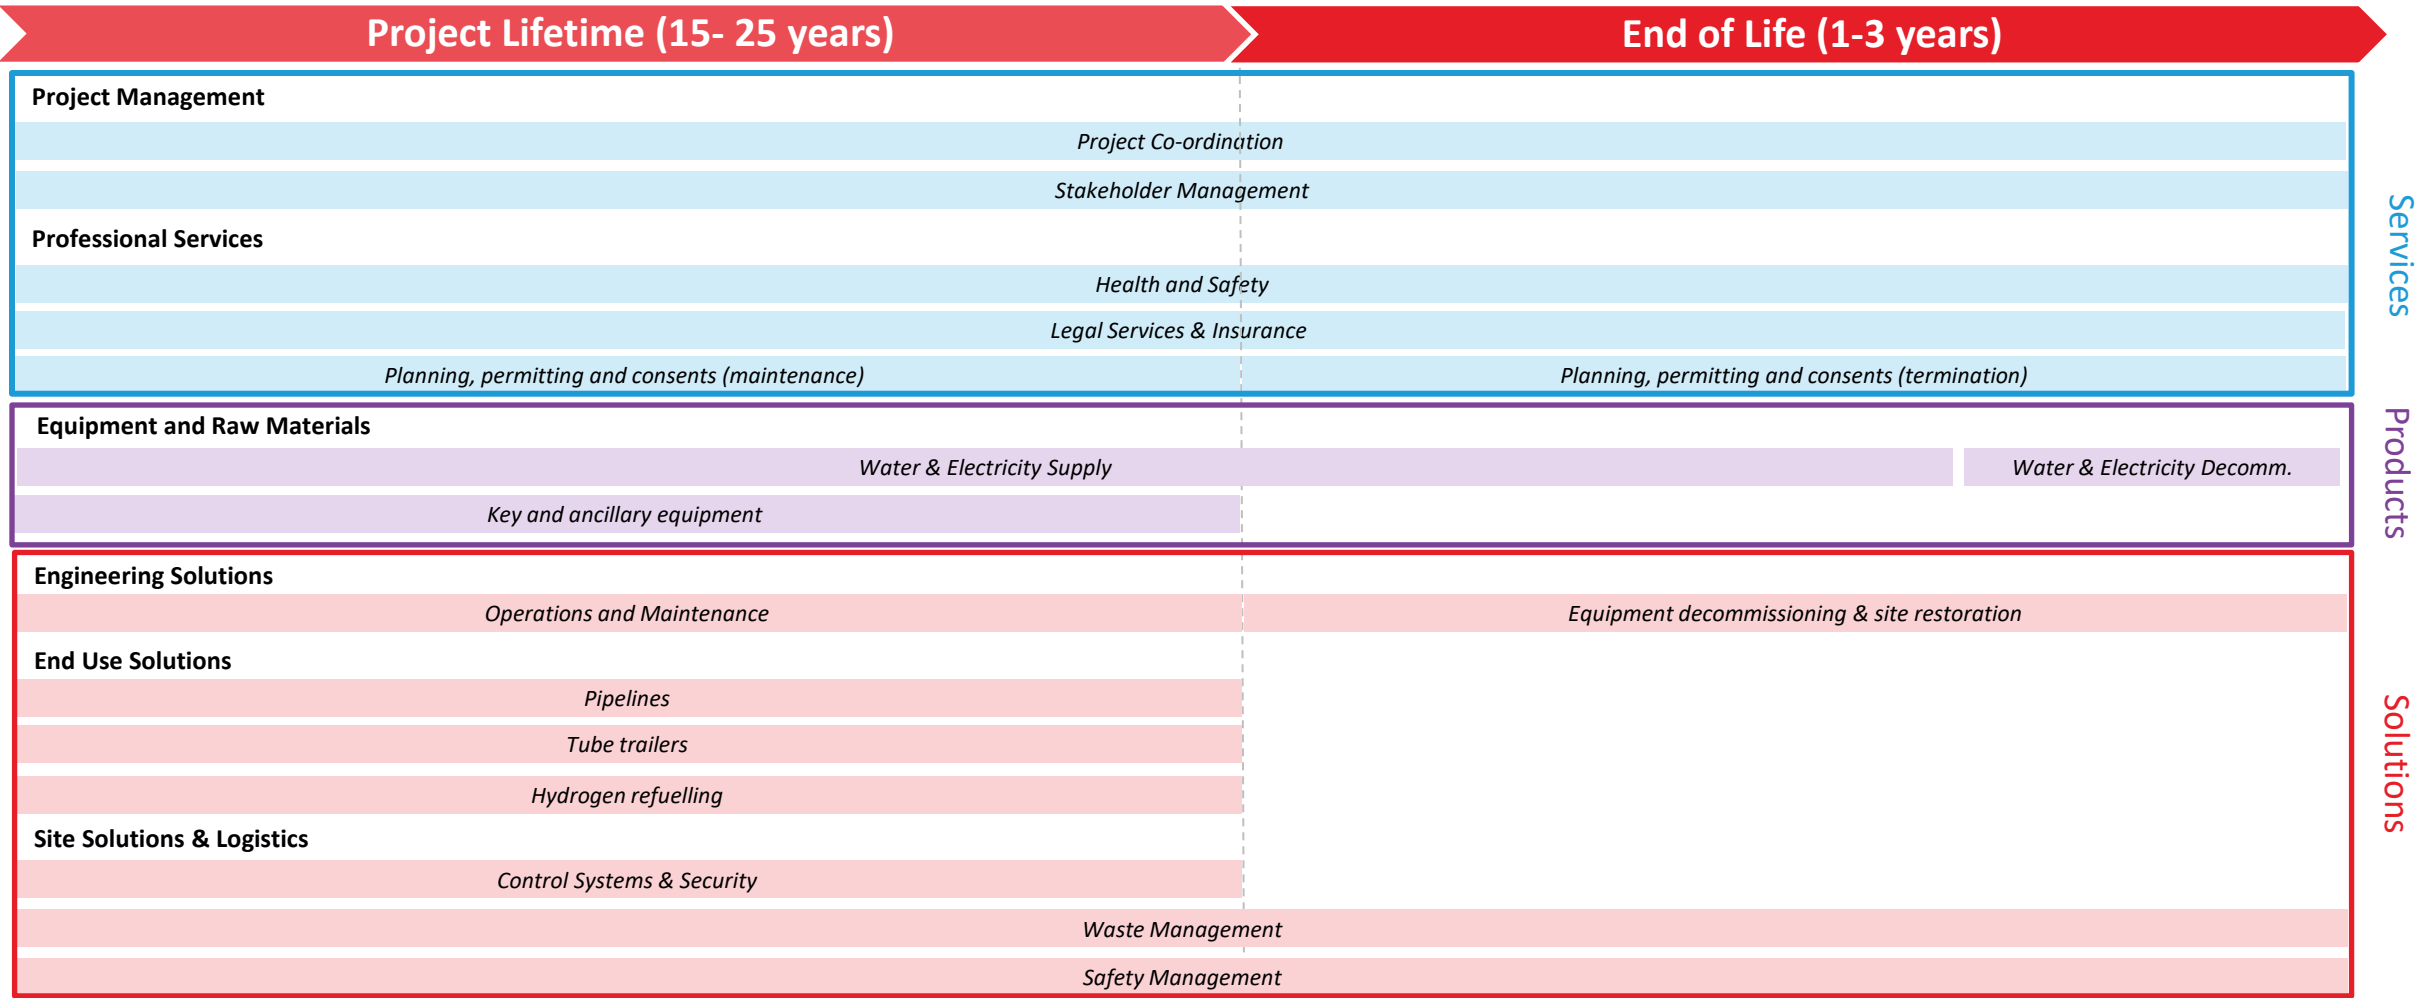 Project Lifetime (15- 25 years)
End of Life (1-3 years)
Project Management
Project Co-ordination
Stakeholder Management
Professional Services
Health and Safety
Legal Services & Insurance
Planning, permitting and consents (maintenance)
Planning, permitting and consents (termination)
Services
Equipment and Raw Materials
Water & Electricity Supply
Water & Electricity Decomm.
Key and ancillary equipment
Products
Engineering Solutions
Operations and Maintenance
Equipment decommissioning & site restoration
End Use Solutions
Pipelines
Tube trailers
Hydrogen refuelling
Site Solutions & Logistics
Control Systems & Security
Waste Management
Safety Management
Solutions